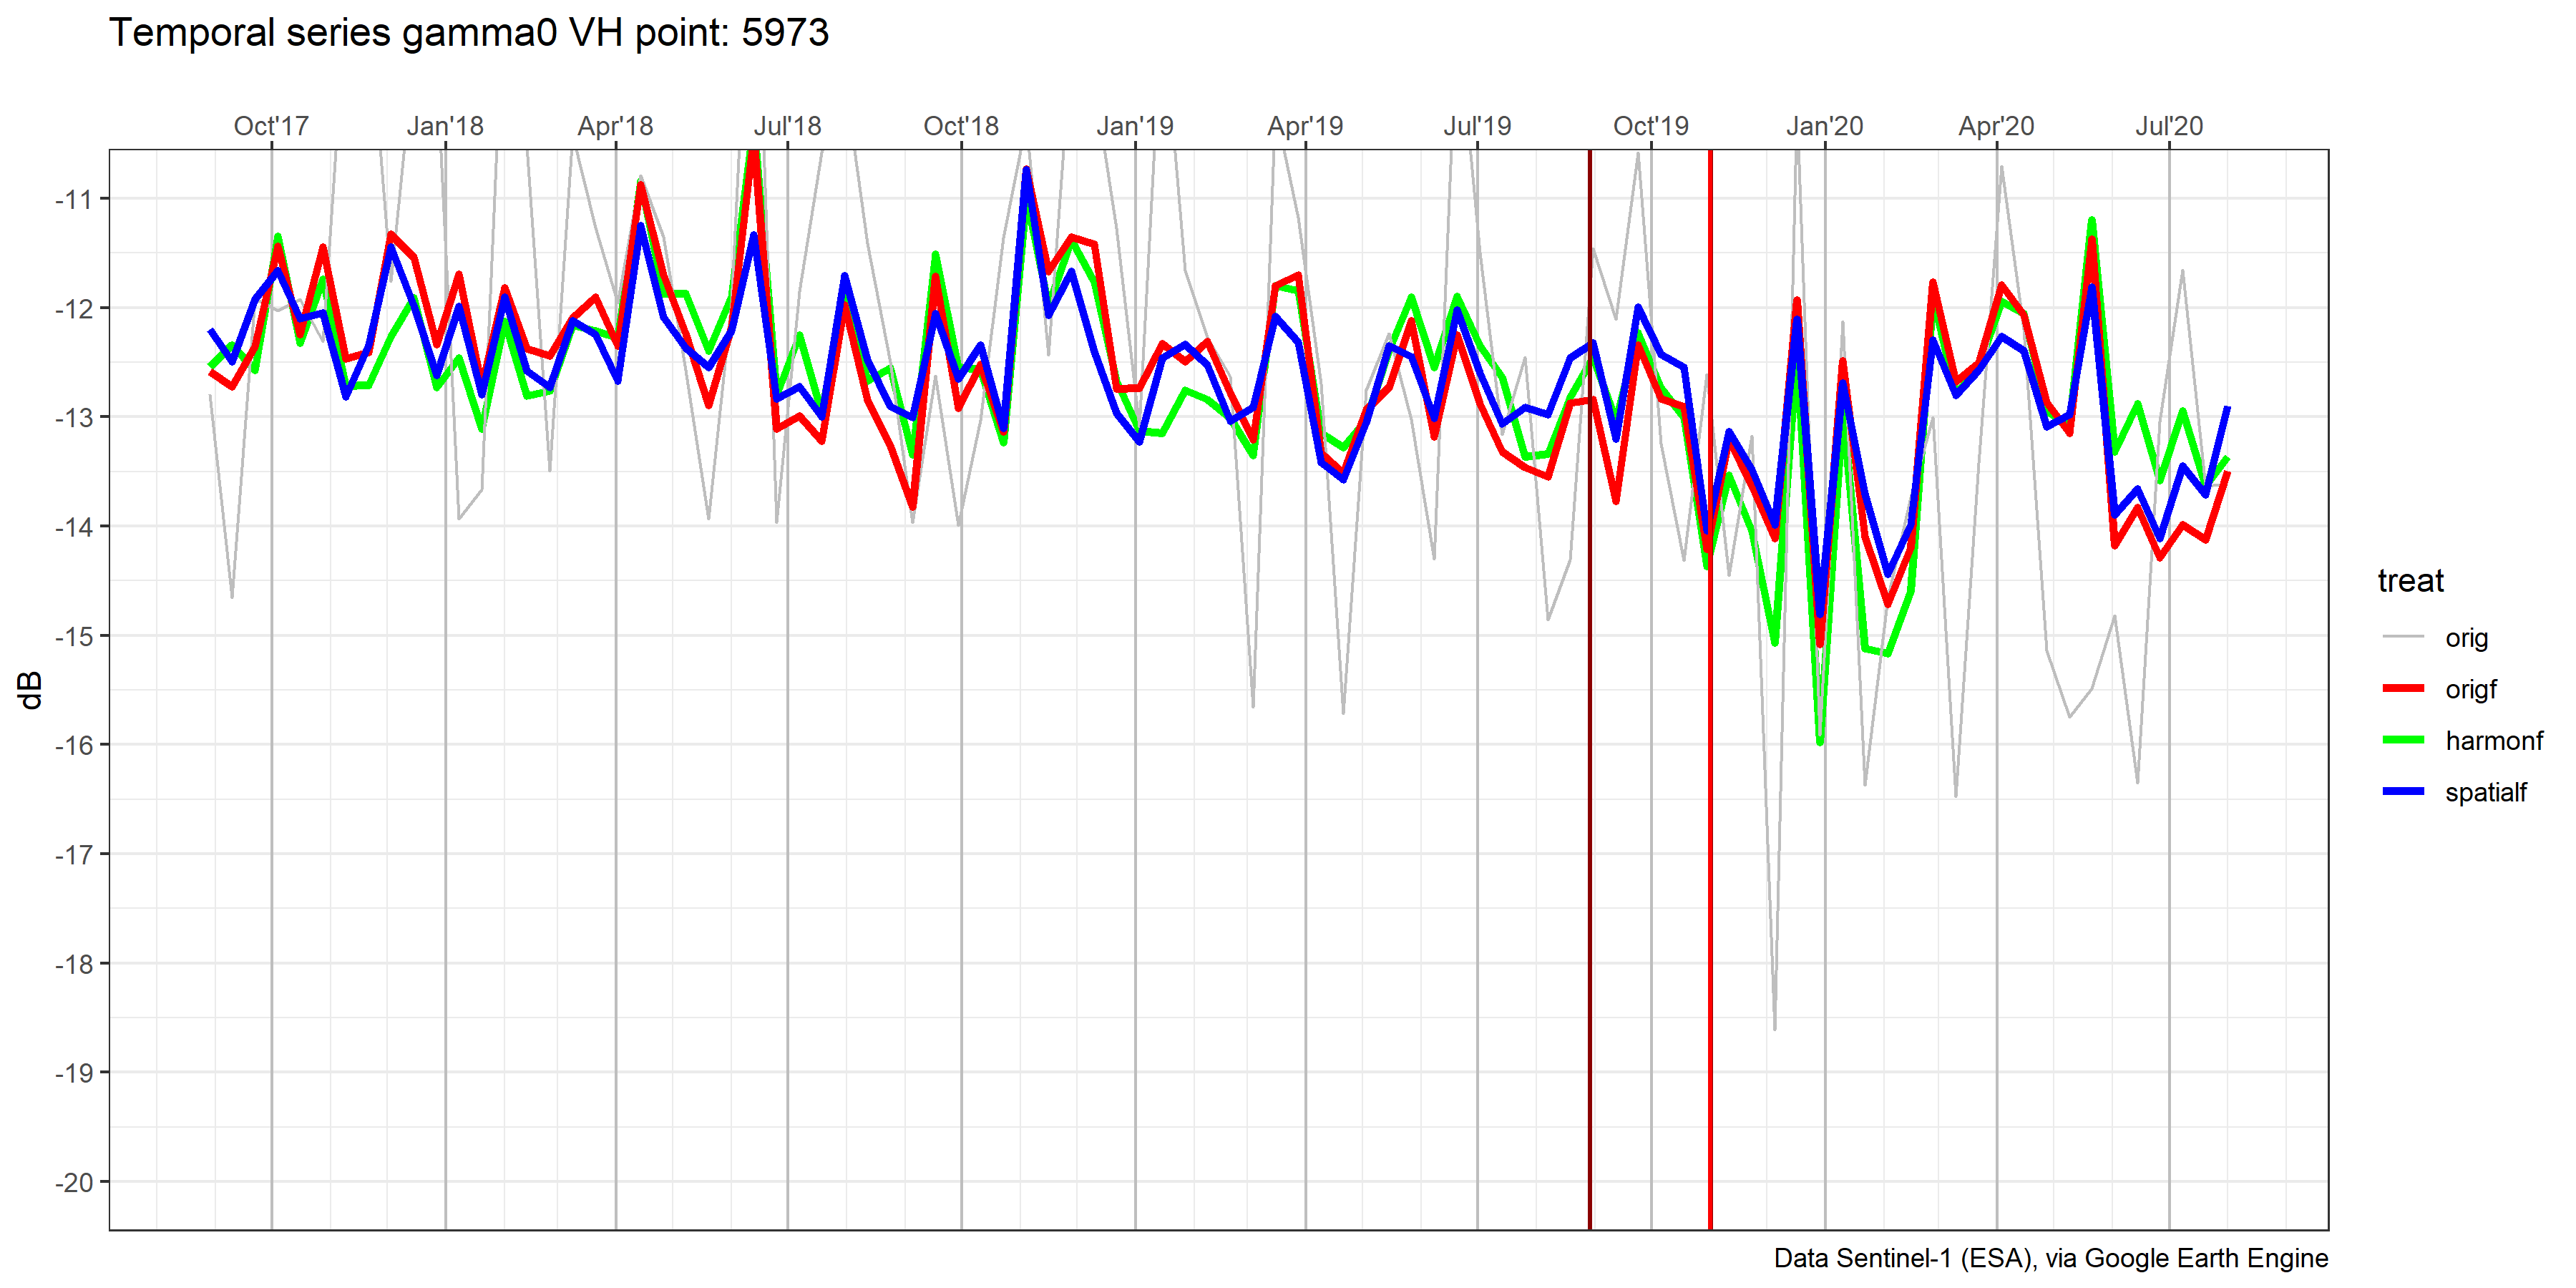 Temporal series gamma0 VH point: 5973
Oct'17 Jan'18 Apr'18 Jul'18 Oct'18 Jan'19 Apr'19 Jul'19 Oct'19 Jan'20 Apr'20 Jul'20
-11
-12
-13
-14
-15
-16
-17
-18
-19
-20
dB
treat
orig
origf
harmonf
spatialf
Data Sentinel-1 (ESA), via Google Earth Engine